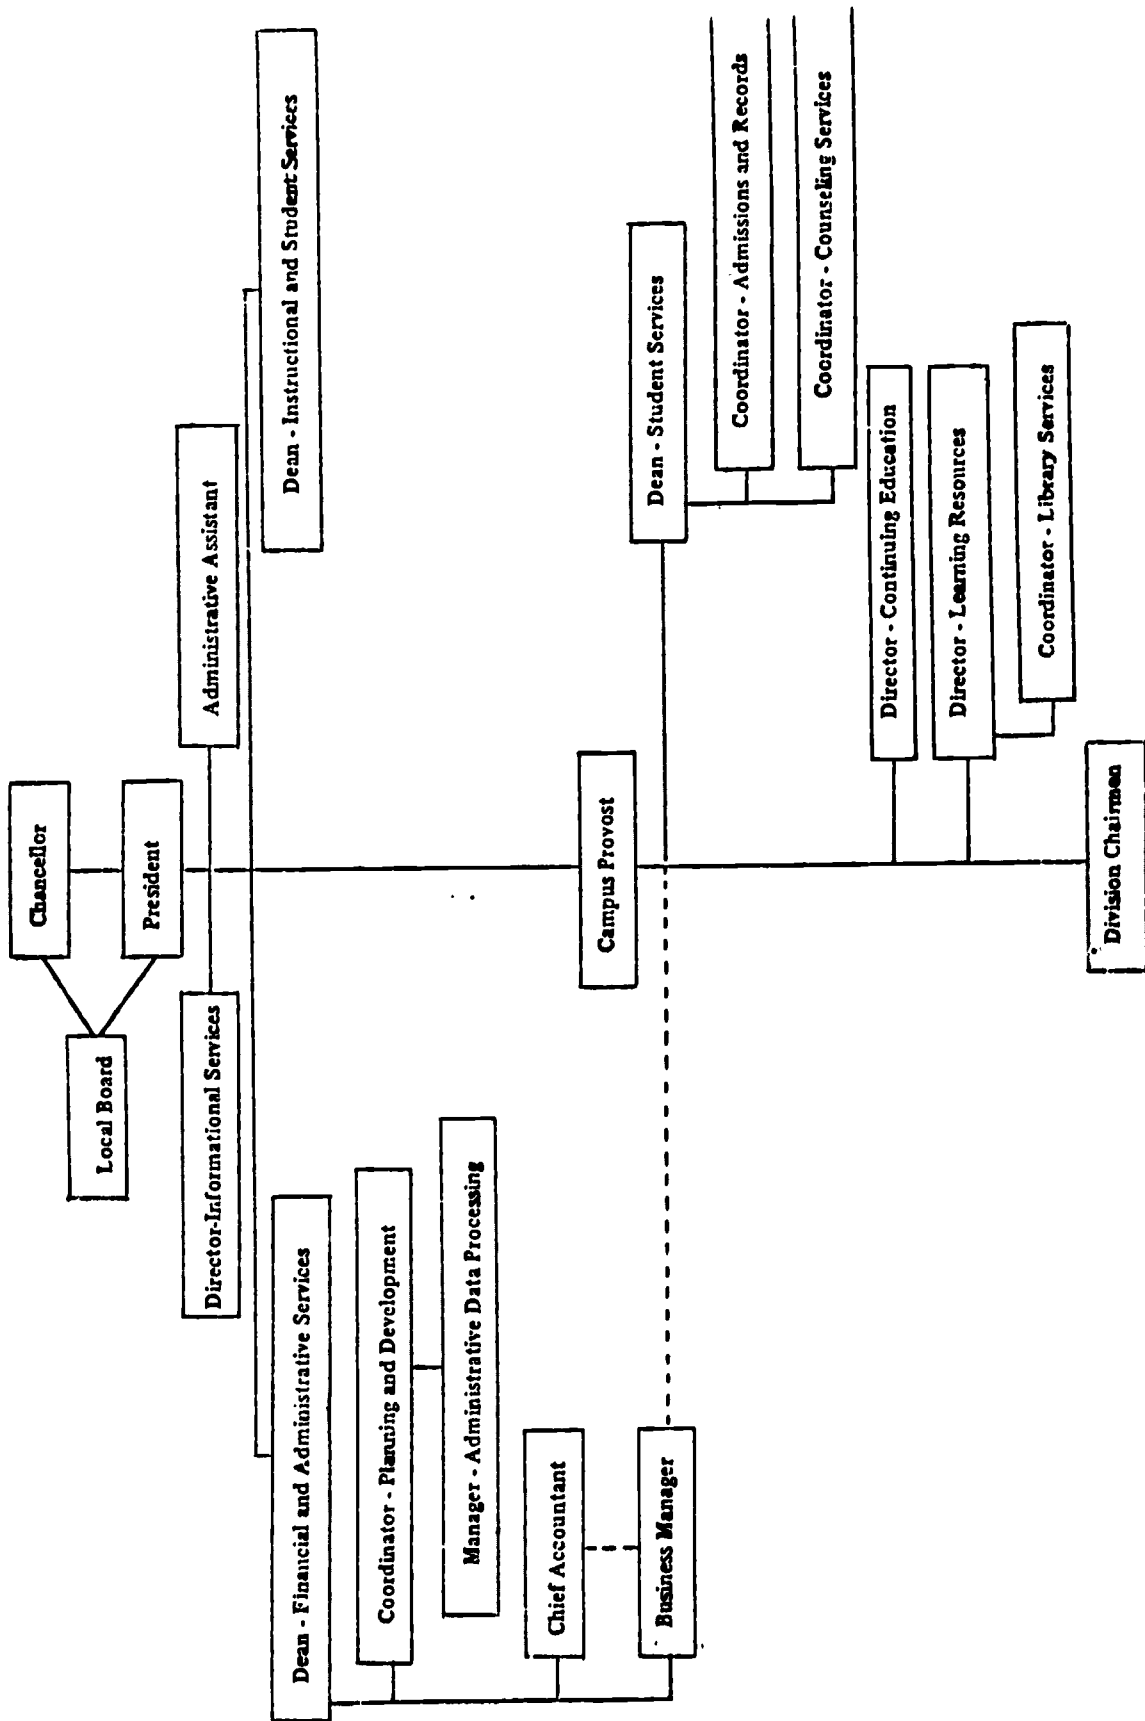 Chancellor
Local Board
President
Director-Informational Services
Administrative Assistant
Dean - Financial and Administrative Services
Dean - Instructional and Student Services
Coordinator - Planning and Development
Manager - Administrative Data Processing
Chief Accountant
Business Manager
Campus Provost
Dean - Student Services
Coordinator - Admissions and Records
Coordinator - Counseling Services
Director - Continuing Education
Director - Learning Resources
Coordinator - Library Services
Division Chairmen